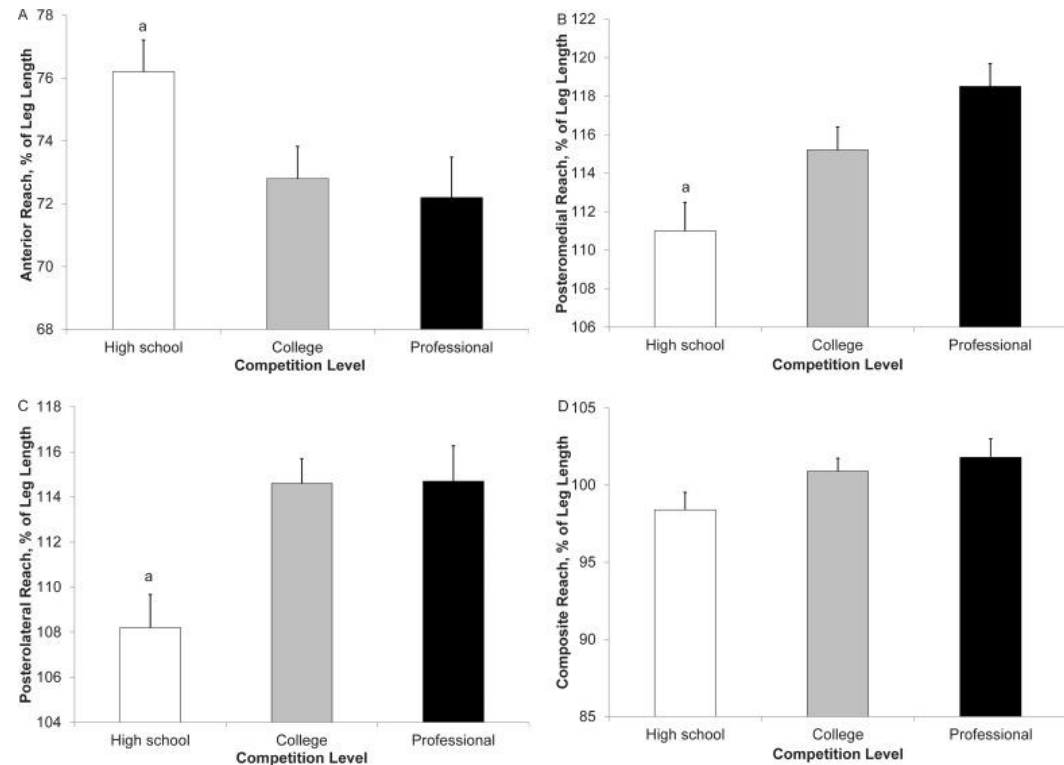 A
Anterior Reach, % of Leg Length
78
76
74
72
70
68
a
High school College Professional
Competition Level
B
Posteromedial Reach, % of Leg Length
122
120
118
116
114
112
110
108
106
a
High school College Professional
Competition Level
C
Posterolateral Reach, % of Leg Length
118
116
114
112
110
108
106
104
a
High school College Professional
Competition Level
D
Composite Reach, % of Leg Length
105
100
95
90
85
High school College Professional
Competition Level